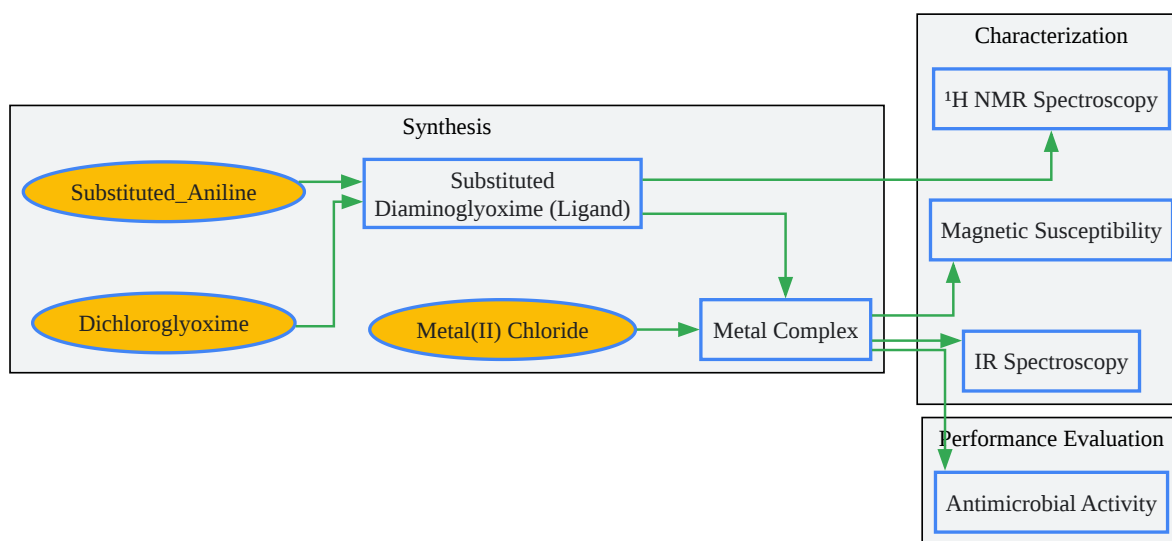 Characterization
¹H NMR Spectroscopy
Synthesis
Substituted_Aniline
Substituted
Diaminoglyoxime (Ligand)
Magnetic Susceptibility
Dichloroglyoxime
Metal(II) Chloride
Metal Complex
IR Spectroscopy
Performance Evaluation
Antimicrobial Activity